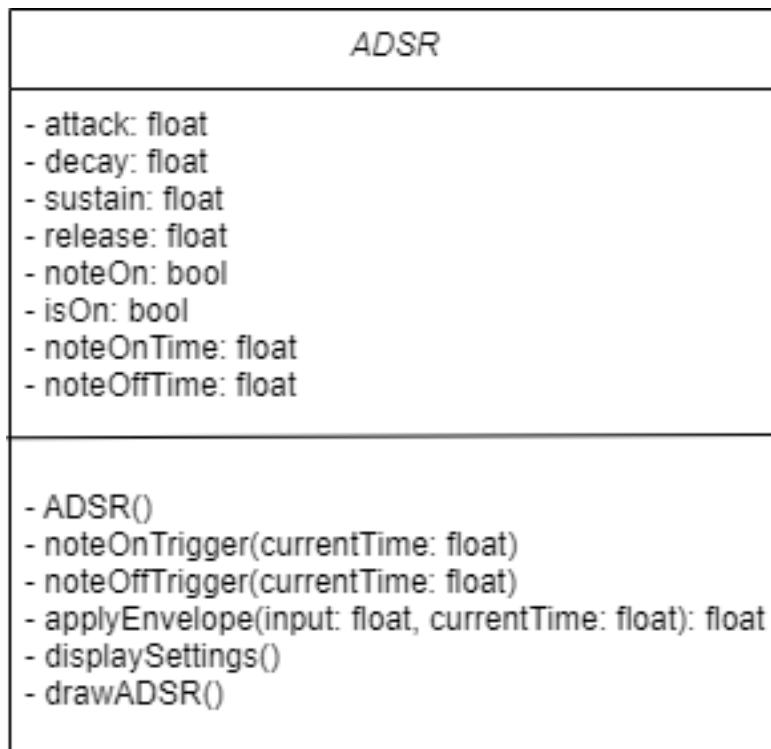 ADSR
- attack: float
- decay: float
- sustain: float
- release: float
- noteOn: bool
- isOn: bool
- noteOnTime: float
- noteOffTime: float
- ADSR()
- noteOnTrigger(currentTime: float)
- noteOffTrigger(currentTime: float)
- applyEnvelope(input: float, currentTime: float): float
- displaySettings()
- drawADSR()